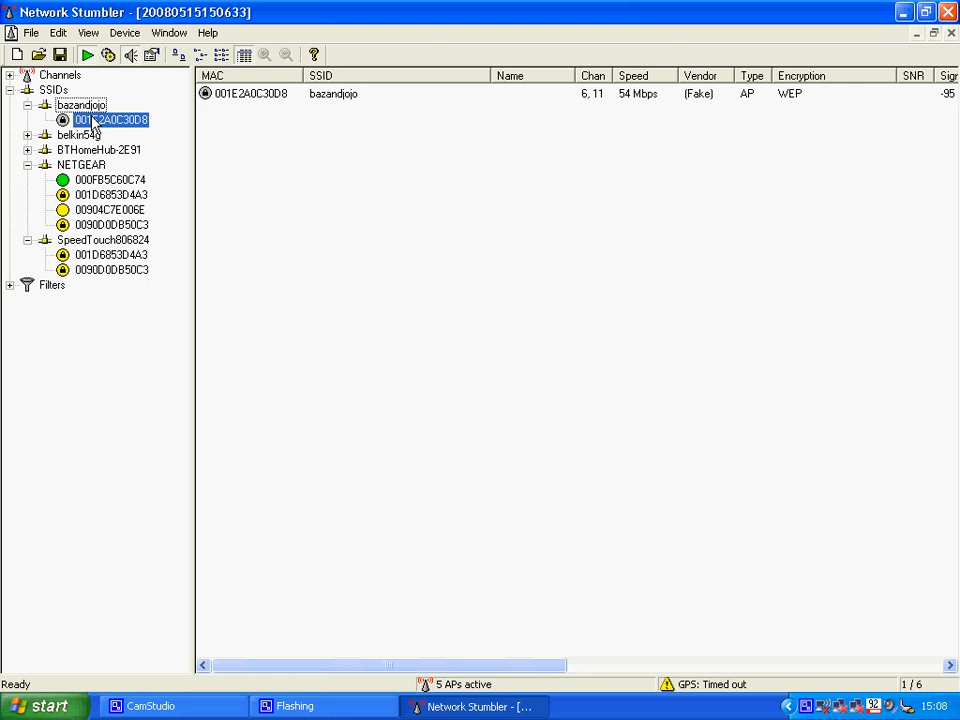 Network Stumbler - [20080515150633]
File Edit View Device Window Help
Channels
SSIDs
bazandjojo
001E2A0C30D8
belkin54g
BTHomeHub-2E91
NETGEAR
000FB5C60C74
001D6853D4A3
00904C7E006E
0090D0DB50C3
SpeedTouch806824
001D6853D4A3
0090D0DB50C3
Filters
MAC SSID Name Chan Speed Vendor Type Encryption SNR Sigr
001E2A0C30D8 bazandjojo 6, 11 54 Mbps (Fake) AP WEP -95
Ready 5 APs active GPS: Timed out 1 / 6
start CamStudio Flashing Network Stumbler - [... 92 15:08